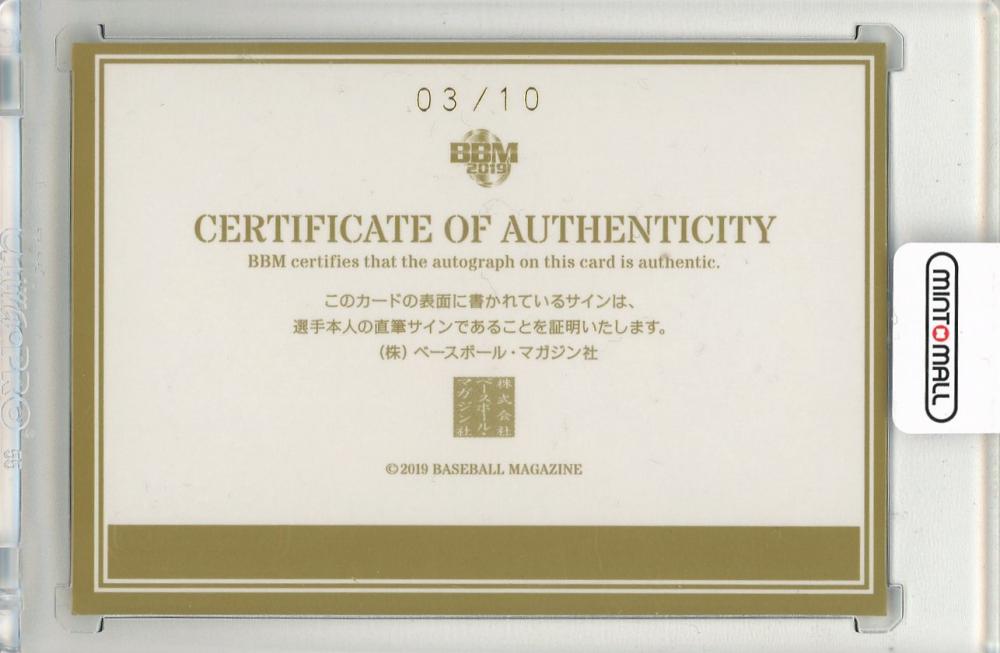 03/10
BBM
2019
CERTIFICATE OF AUTHENTICITY
BBM certifies that the autograph on this card is authentic.
このカードの表面に書かれているサインは、
選手本人の直筆サインであることを証明いたします。
(株) ベースボール・マガジン社
株式会社
ベースボール・
マガジン社
©2019 BASEBALL MAGAZINE
MINTOMALL